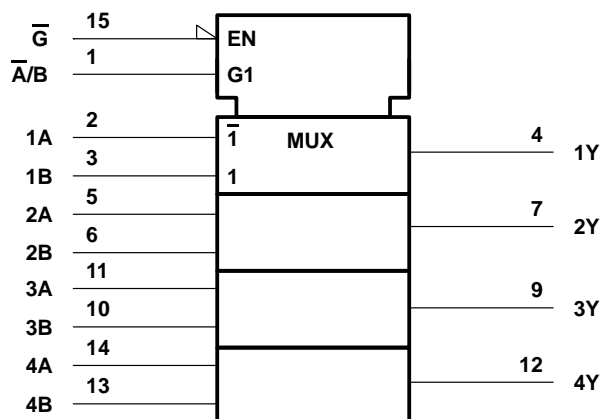 G̅ 15 EN
A̅/B 1 G1
1A 2 1̅ MUX 4 1Y
1B 3 1
2A 5 7 2Y
2B 6
3A 11 9 3Y
3B 10
4A 14 12 4Y
4B 13